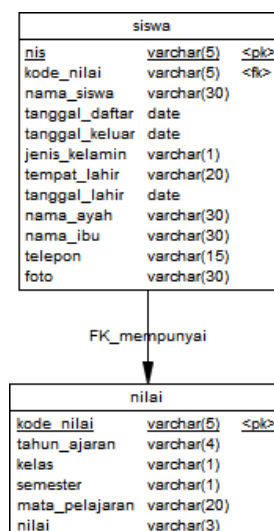 siswa
nis varchar(5) <pk>
kode_nilai varchar(5) <fk>
nama_siswa varchar(30)
tanggal_daftar date
tanggal_keluar date
jenis_kelamin varchar(1)
tempat_lahir varchar(20)
tanggal_lahir date
nama_ayah varchar(30)
nama_ibu varchar(30)
telepon varchar(15)
foto varchar(30)
FK_mempunyai
nilai
kode_nilai varchar(5) <pk>
tahun_ajaran varchar(4)
kelas varchar(1)
semester varchar(1)
mata_pelajaran varchar(20)
nilai varchar(3)